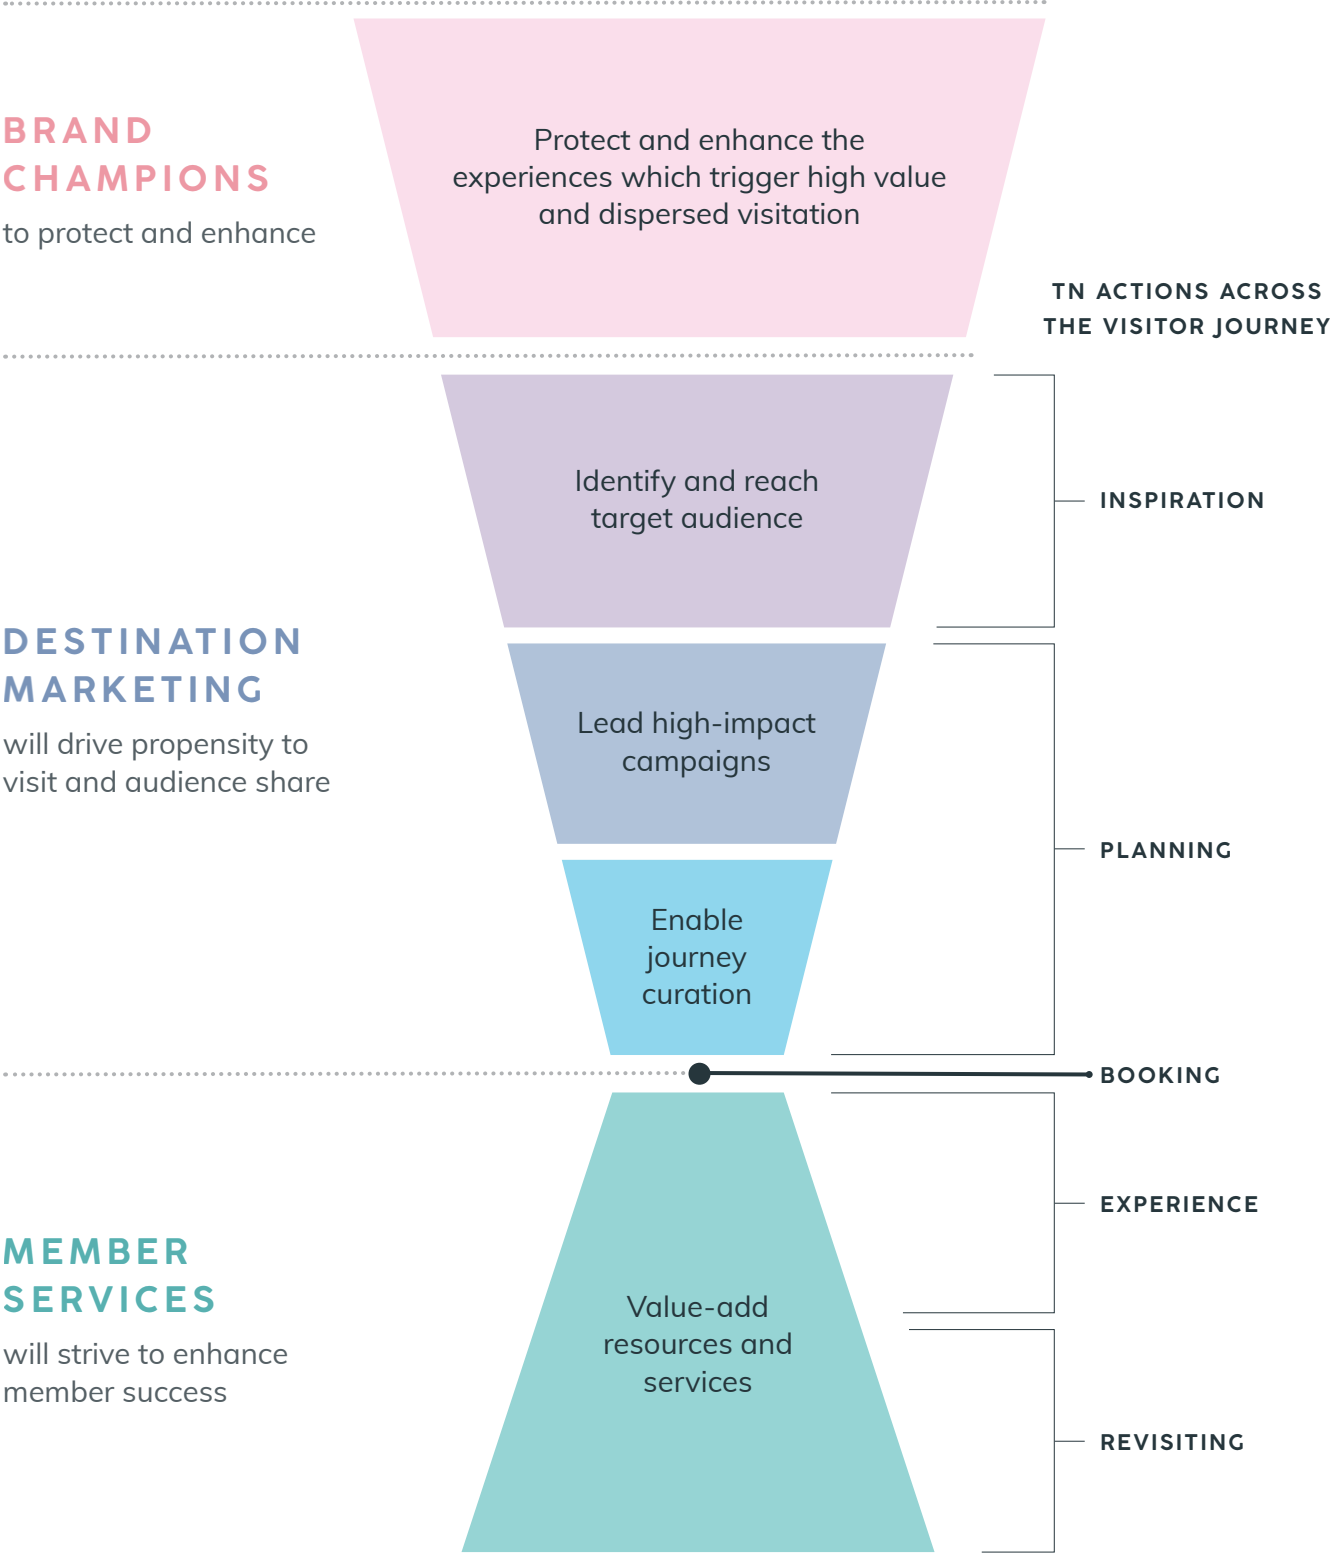 BRAND
CHAMPIONS
to protect and enhance
Protect and enhance the
experiences which trigger high value
and dispersed visitation
TN ACTIONS ACROSS
THE VISITOR JOURNEY
DESTINATION
MARKETING
will drive propensity to
visit and audience share
Identify and reach
target audience
INSPIRATION
Lead high-impact
campaigns
Enable
journey
curation
PLANNING
BOOKING
MEMBER
SERVICES
will strive to enhance
member success
Value-add
resources and
services
EXPERIENCE
REVISITING